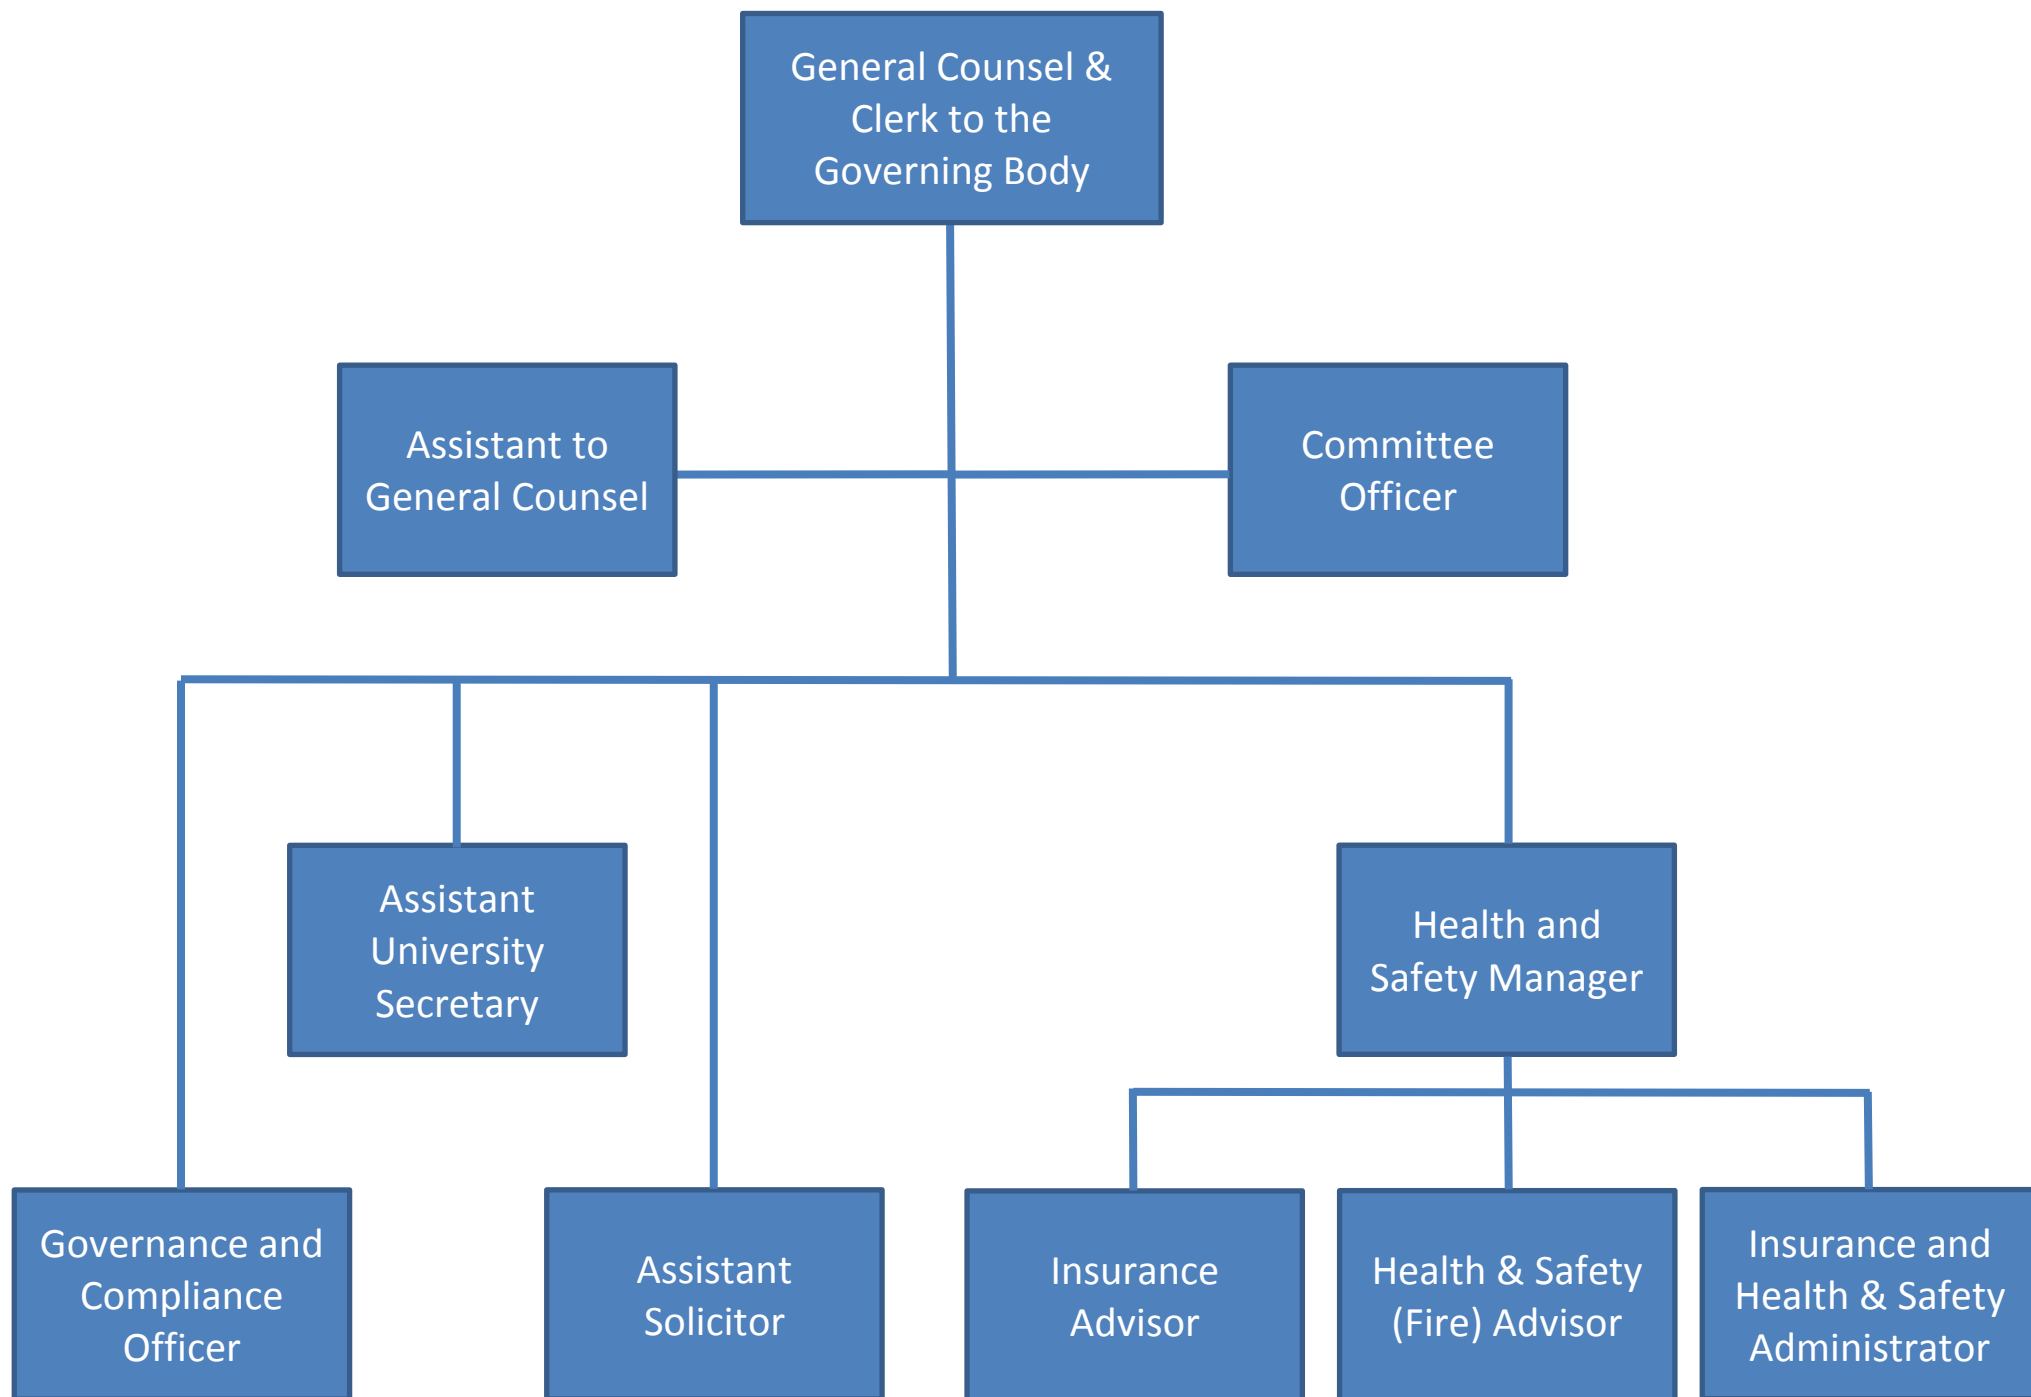 General Counsel &
Clerk to the
Governing Body
Assistant to
General Counsel
Committee
Officer
Assistant
University
Secretary
Health and
Safety Manager
Governance and
Compliance
Officer
Assistant
Solicitor
Insurance
Advisor
Health & Safety
(Fire) Advisor
Insurance and
Health & Safety
Administrator